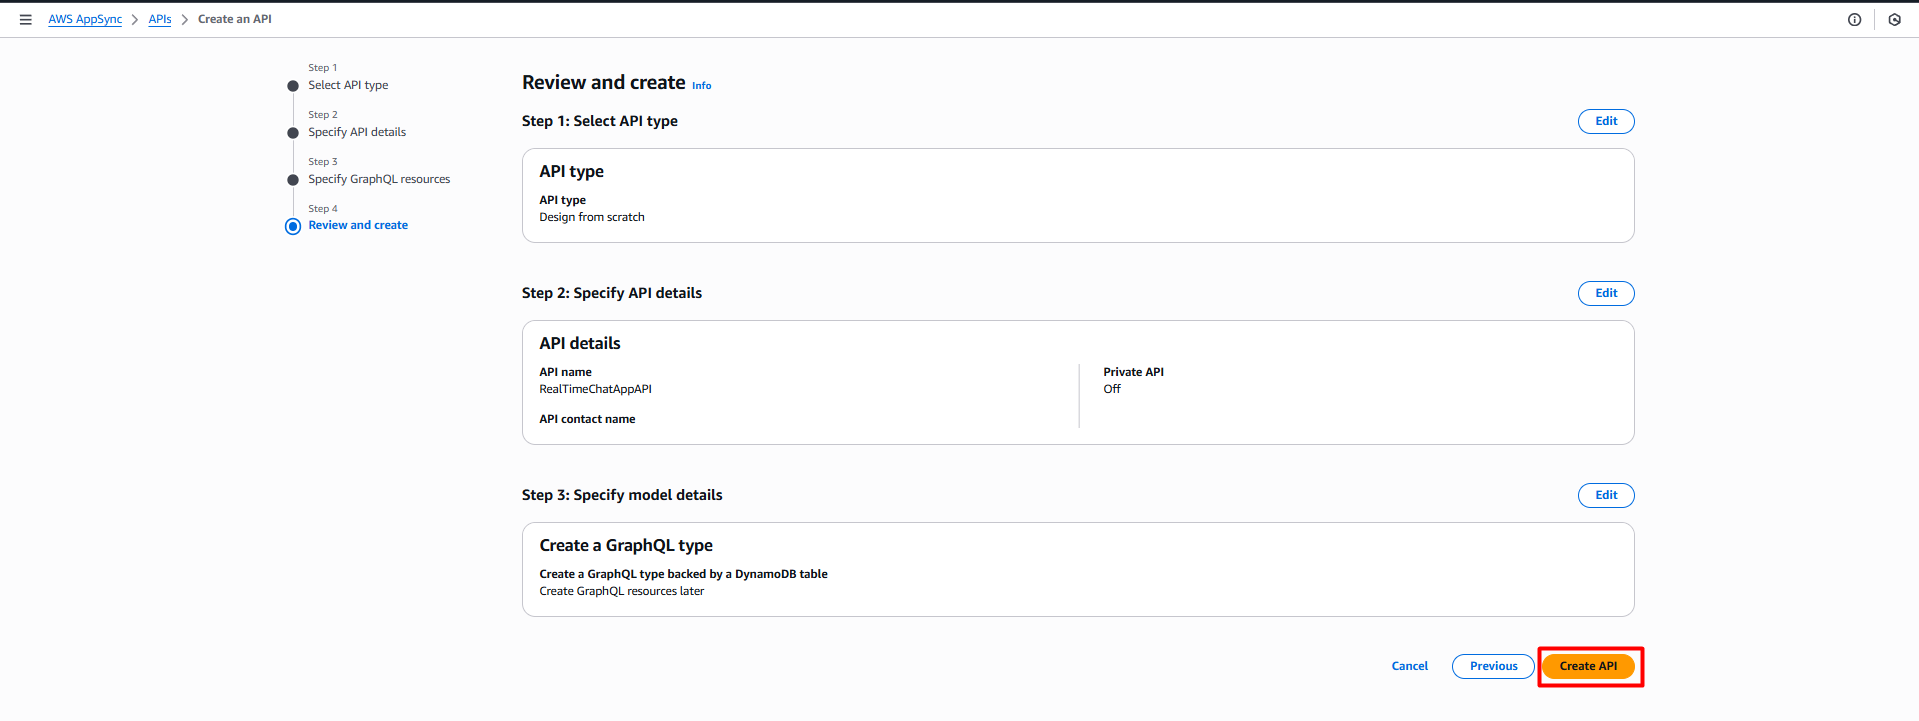 AWS AppSync > APIs > Create an API
Step 1
Select API type
Step 2
Specify API details
Step 3
Specify GraphQL resources
Step 4
Review and create
Review and create Info
Step 1: Select API type
Edit
API type
API type
Design from scratch
Step 2: Specify API details
Edit
API details
API name
RealTimeChatAppAPI
API contact name
Private API
Off
Step 3: Specify model details
Edit
Create a GraphQL type
Create a GraphQL type backed by a DynamoDB table
Create GraphQL resources later
Cancel
Previous
Create API